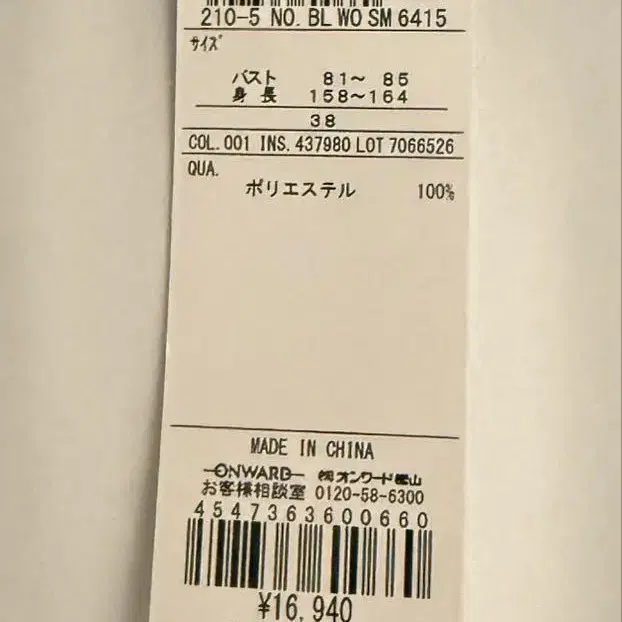 210-5 NO. BL WO SM 6415
ｻｲｽﾞ
バスト 81～ 85
身 長 158～164
38
COL. 001 INS. 437980 LOT 7066526
QUA.
ポリエステル 100%
MADE IN CHINA
ONWARD ㈱オンワード樫山
お客様相談室 0120-58-6300
4547363600660
¥16,940